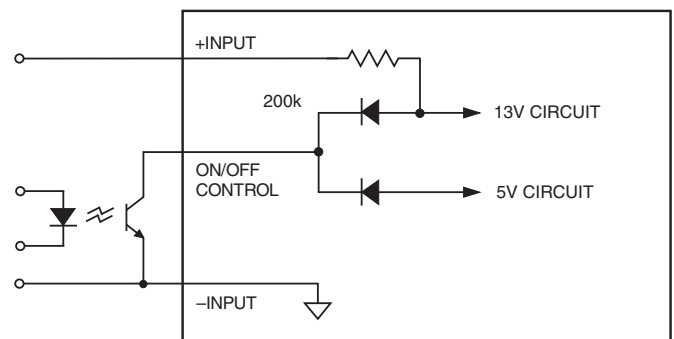 +INPUT
200k
13V CIRCUIT
ON/OFF
CONTROL
5V CIRCUIT
–INPUT